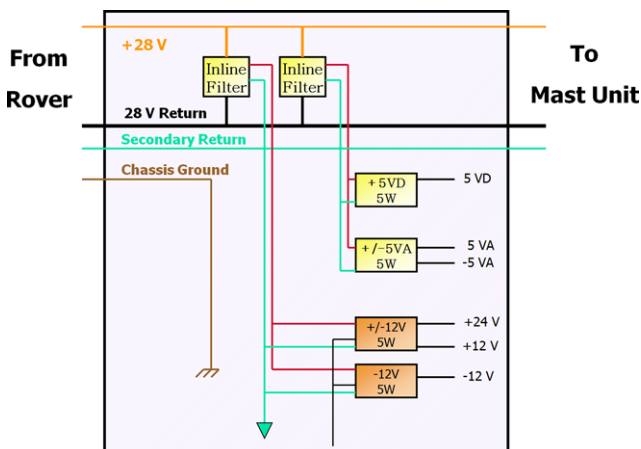 +28 V
From
Rover
To
Mast Unit
Inline
Filter
Inline
Filter
28 V Return
Secondary Return
Chassis Ground
+5VD
5W
5 VD
+/-5VA
5W
5 VA
-5 VA
+/-12V
5W
+24 V
+12 V
-12V
5W
-12 V